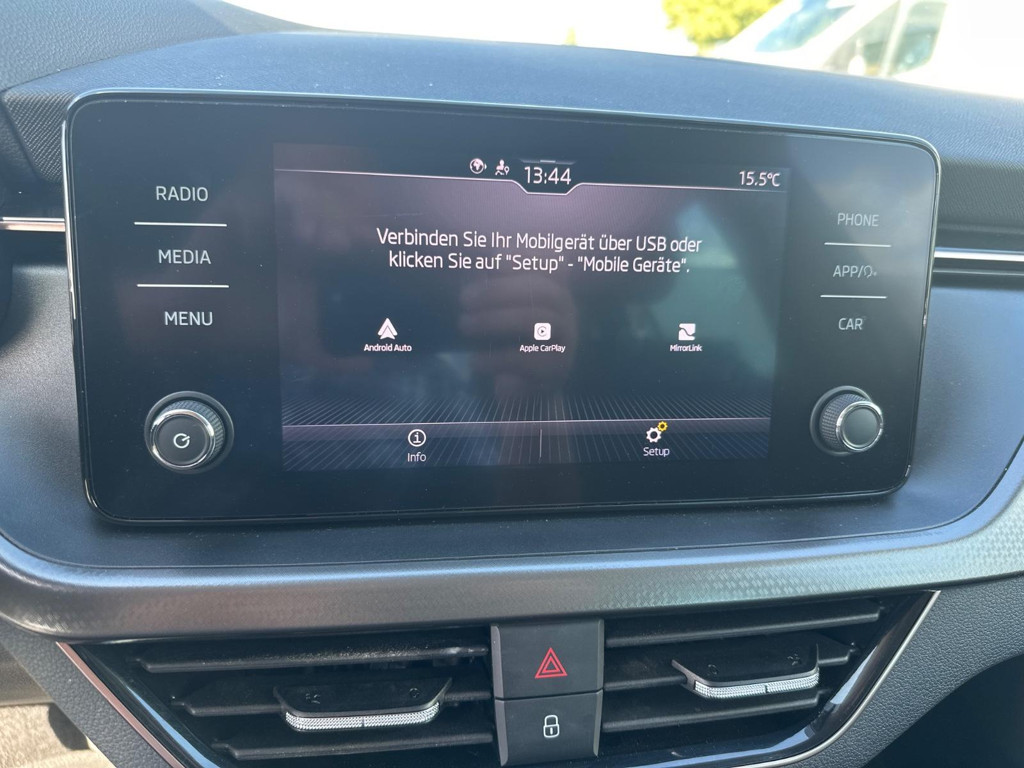 RADIO
MEDIA
MENU
13:44
15,5°C
Verbinden Sie Ihr Mobilgerät über USB oder
klicken Sie auf "Setup" - "Mobile Geräte".
Android Auto
Apple CarPlay
MirrorLink
Info
Setup
PHONE
APP/
CAR